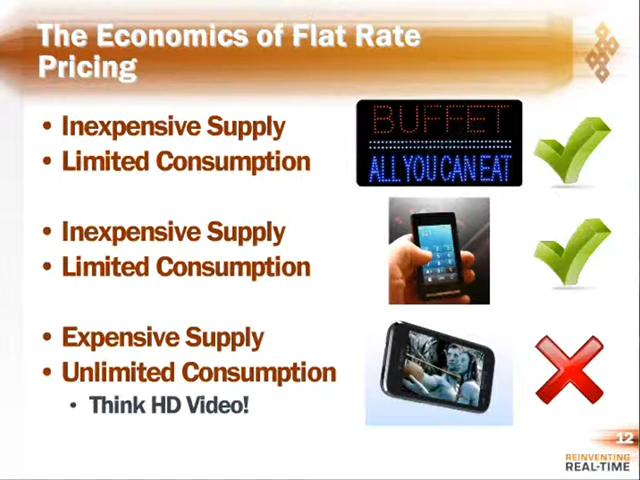 The Economics of Flat Rate
Pricing
• Inexpensive Supply
• Limited Consumption
BUFFET
ALL YOU CAN EAT
• Inexpensive Supply
• Limited Consumption
• Expensive Supply
• Unlimited Consumption
• Think HD Video!
12
REINVENTING
REAL-TIME